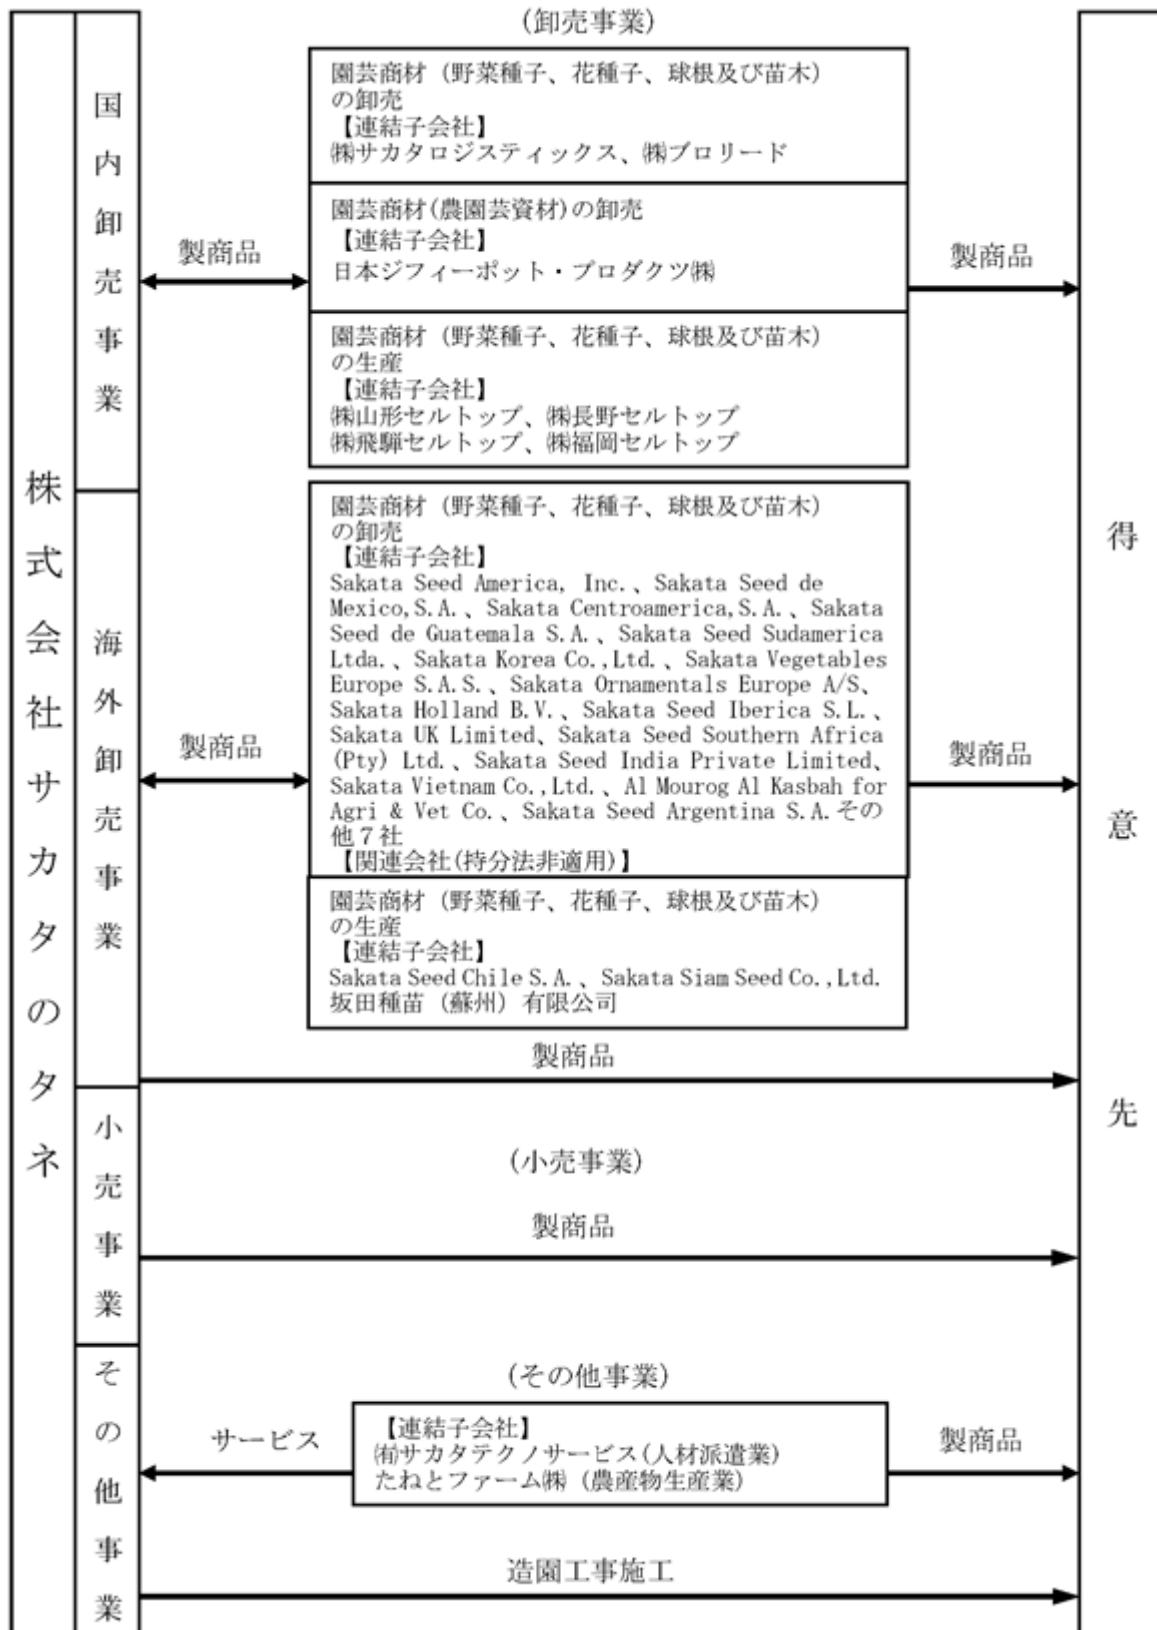 株式会社サカタのタネ
国内卸売事業
海外卸売事業
小売事業
その他事業
(卸売事業)
園芸商材（野菜種子、花種子、球根及び苗木）
の卸売
【連結子会社】
㈱サカタロジスティックス、㈱ブロリード
園芸商材(農園芸資材)の卸売
【連結子会社】
日本ジフィーポット・プロダクツ㈱
園芸商材（野菜種子、花種子、球根及び苗木）
の生産
【連結子会社】
㈱山形セルトップ、㈱長野セルトップ
㈱飛騨セルトップ、㈱福岡セルトップ
製商品
製商品
園芸商材（野菜種子、花種子、球根及び苗木）
の卸売
【連結子会社】
Sakata Seed America, Inc.、Sakata Seed de
Mexico,S.A.、Sakata Centroamerica,S.A.、Sakata
Seed de Guatemala S.A.、Sakata Seed Sudamerica
Ltda.、Sakata Korea Co.,Ltd.、Sakata Vegetables
Europe S.A.S.、Sakata Ornamentals Europe A/S、
Sakata Holland B.V.、Sakata Seed Iberica S.L.、
Sakata UK Limited、Sakata Seed Southern Africa
(Pty) Ltd.、Sakata Seed India Private Limited、
Sakata Vietnam Co.,Ltd.、Al Mourog Al Kasbah for
Agri & Vet Co.、Sakata Seed Argentina S.A.その
他７社
【関連会社(持分法非適用)】
園芸商材（野菜種子、花種子、球根及び苗木）
の生産
【連結子会社】
Sakata Seed Chile S.A.、Sakata Siam Seed Co.,Ltd.
坂田種苗（蘇州）有限公司
製商品
製商品
製商品
(小売事業)
製商品
(その他事業)
【連結子会社】
㈲サカタテクノサービス(人材派遣業)
たねとファーム㈱（農産物生産業）
サービス
製商品
造園工事施工
得意先